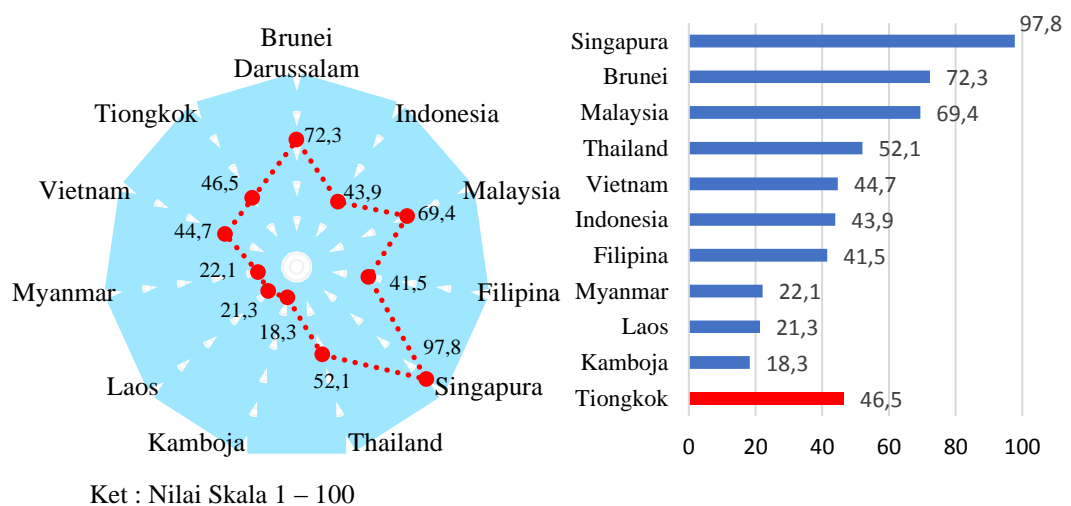 Brunei
Darussalam
Tiongkok
Indonesia
Vietnam
Malaysia
Myanmar
Filipina
Laos
Singapura
Kamboja
Thailand
72,3
46,5
43,9
69,4
44,7
22,1
41,5
21,3
18,3
97,8
52,1
Ket : Nilai Skala 1 – 100
Singapura 97,8
Brunei 72,3
Malaysia 69,4
Thailand 52,1
Vietnam 44,7
Indonesia 43,9
Filipina 41,5
Myanmar 22,1
Laos 21,3
Kamboja 18,3
Tiongkok 46,5
0 20 40 60 80 100